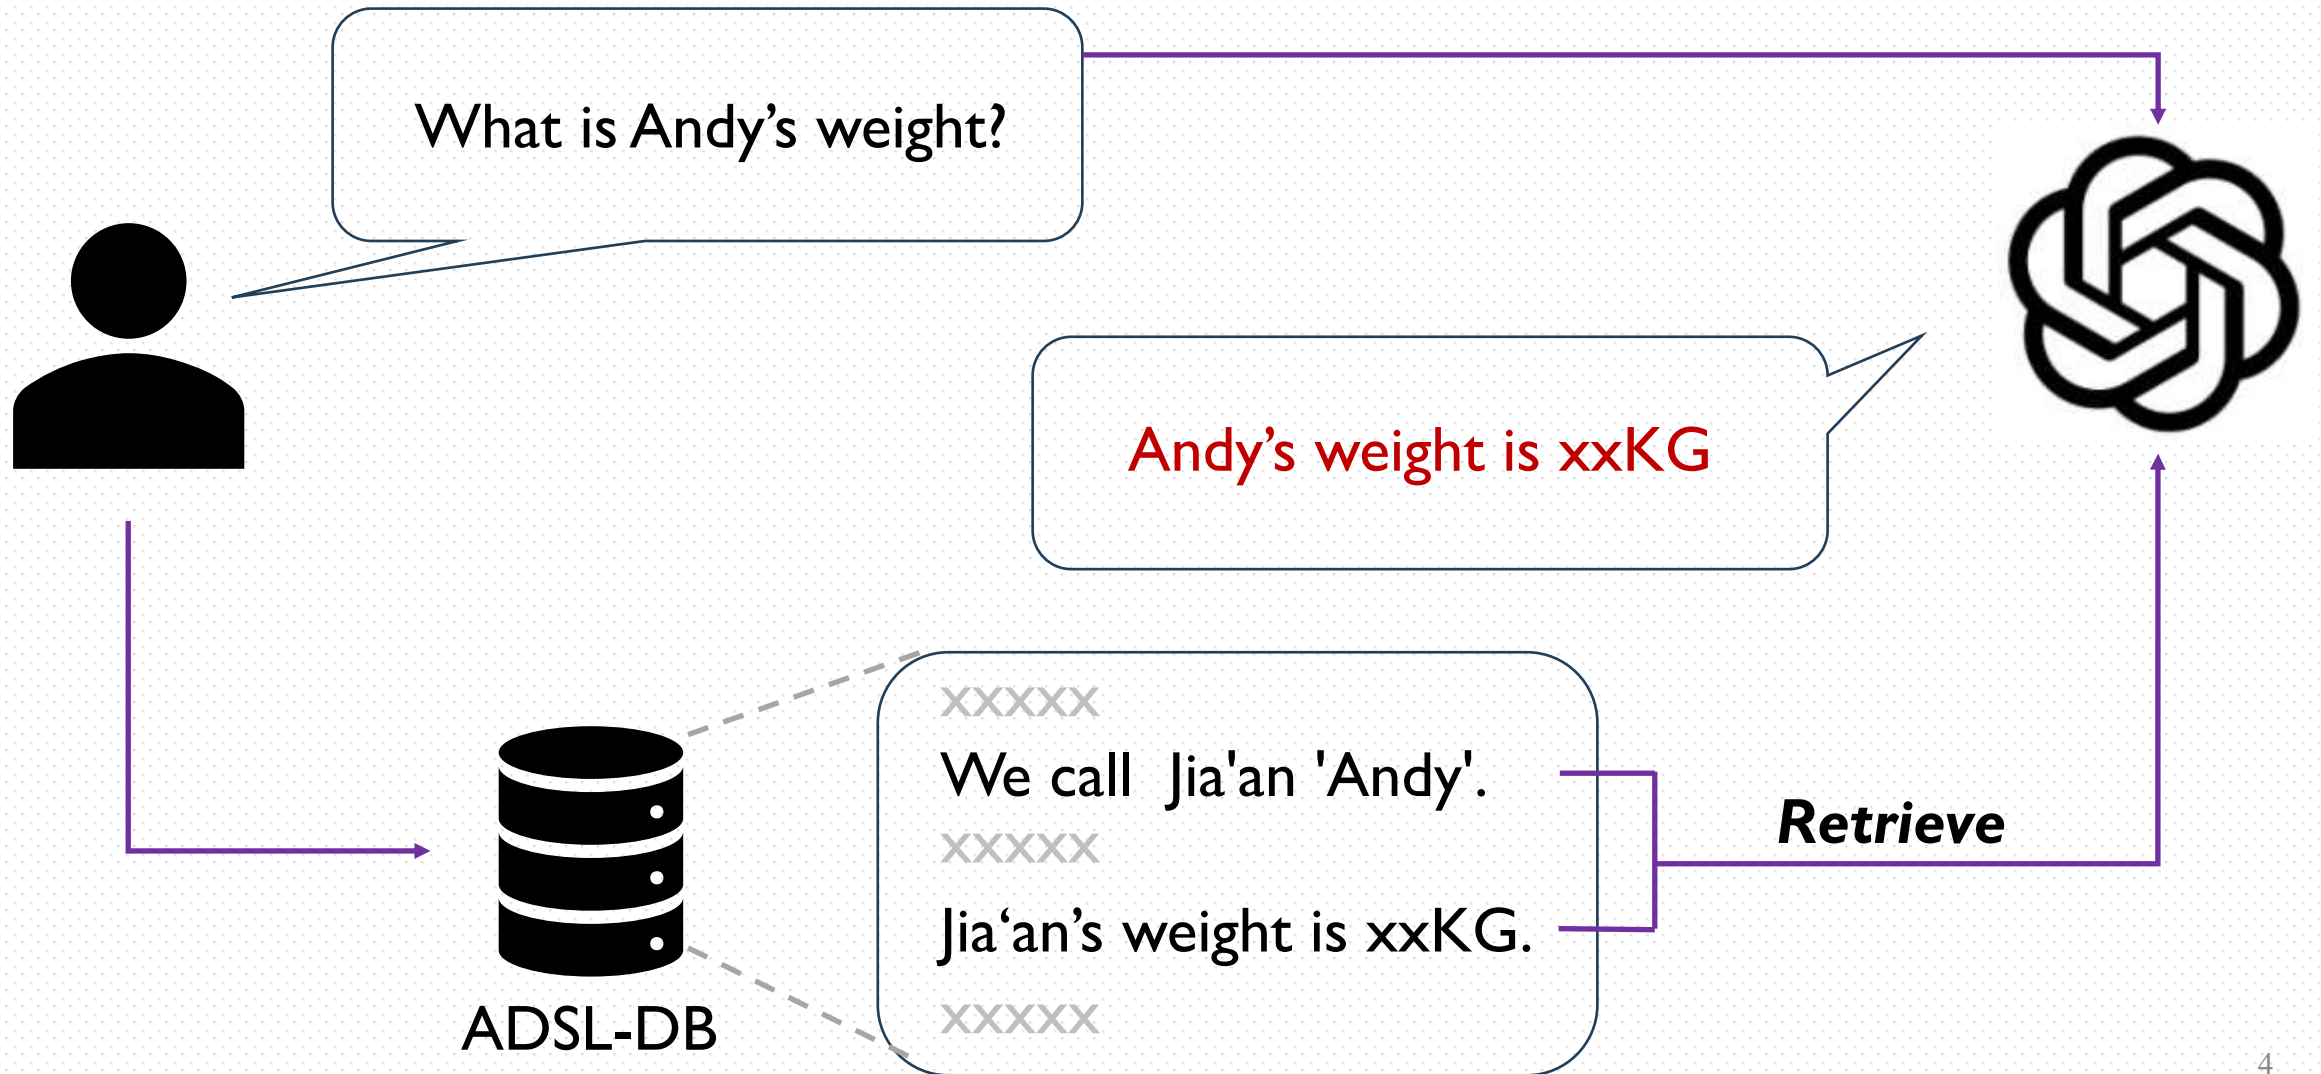 What is Andy’s weight?
Andy’s weight is xxKG
xxxxx
We call  Jia'an 'Andy'.
xxxxx
Jia‘an’s weight is xxKG.
xxxxx
Retrieve
ADSL-DB
4